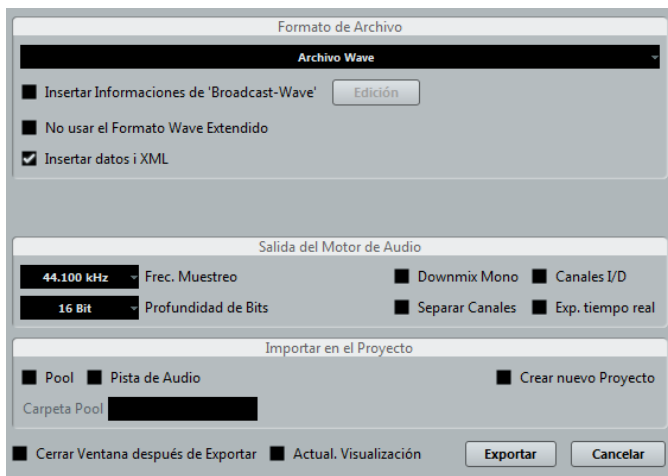 Formato de Archivo
Archivo Wave
Insertar Informaciones de 'Broadcast-Wave' Edición
No usar el Formato Wave Extendido
Insertar datos i XML
Salida del Motor de Audio
44.100 kHz Frec. Muestreo Downmix Mono Canales I/D
16 Bit Profundidad de Bits Separar Canales Exp. tiempo real
Importar en el Proyecto
Pool Pista de Audio Crear nuevo Proyecto
Carpeta Pool
Cerrar Ventana después de Exportar Actual. Visualización Exportar Cancelar